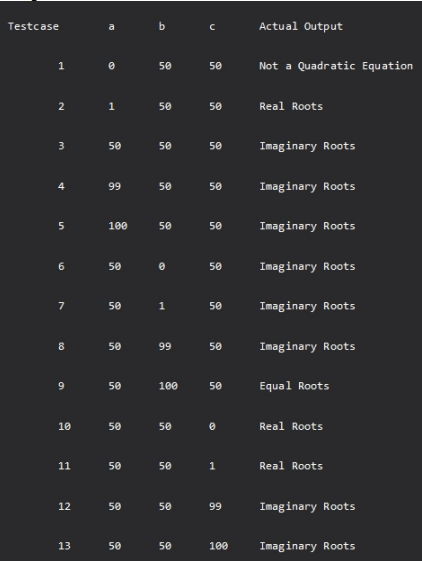 Testcase a b c Actual Output
1 0 50 50 Not a Quadratic Equation
2 1 50 50 Real Roots
3 50 50 50 Imaginary Roots
4 99 50 50 Imaginary Roots
5 100 50 50 Imaginary Roots
6 50 0 50 Imaginary Roots
7 50 1 50 Imaginary Roots
8 50 99 50 Imaginary Roots
9 50 100 50 Equal Roots
10 50 50 0 Real Roots
11 50 50 1 Real Roots
12 50 50 99 Imaginary Roots
13 50 50 100 Imaginary Roots